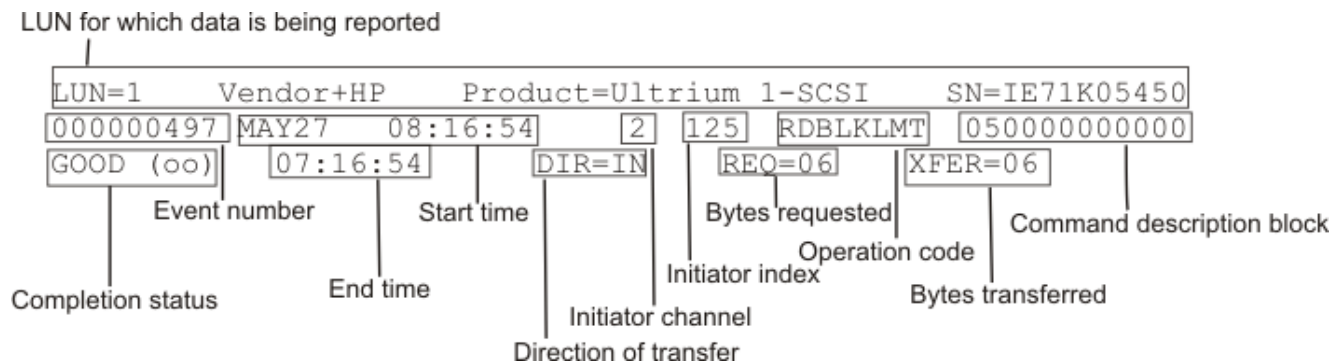 LUN for which data is being reported
LUN=1 Vendor+HP Product=Ultrium 1-SCSI SN=IE71K05450
000000497 MAY27 08:16:54 2 125 RDBLKLMT 050000000000
GOOD (oo) 07:16:54 DIR=IN REQ=06 XFER=06
Event number
Start time
Bytes requested
Command description block
Operation code
Initiator index
Completion status
End time
Bytes transferred
Initiator channel
Direction of transfer